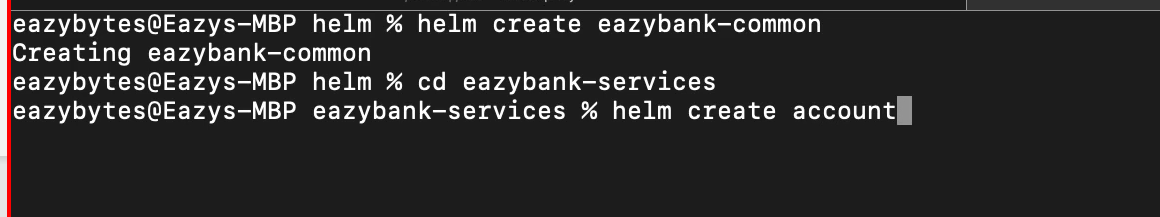 eazybytes@Eazys-MBP helm % helm create eazybank-common
Creating eazybank-common
eazybytes@Eazys-MBP helm % cd eazybank-services
eazybytes@Eazys-MBP eazybank-services % helm create account